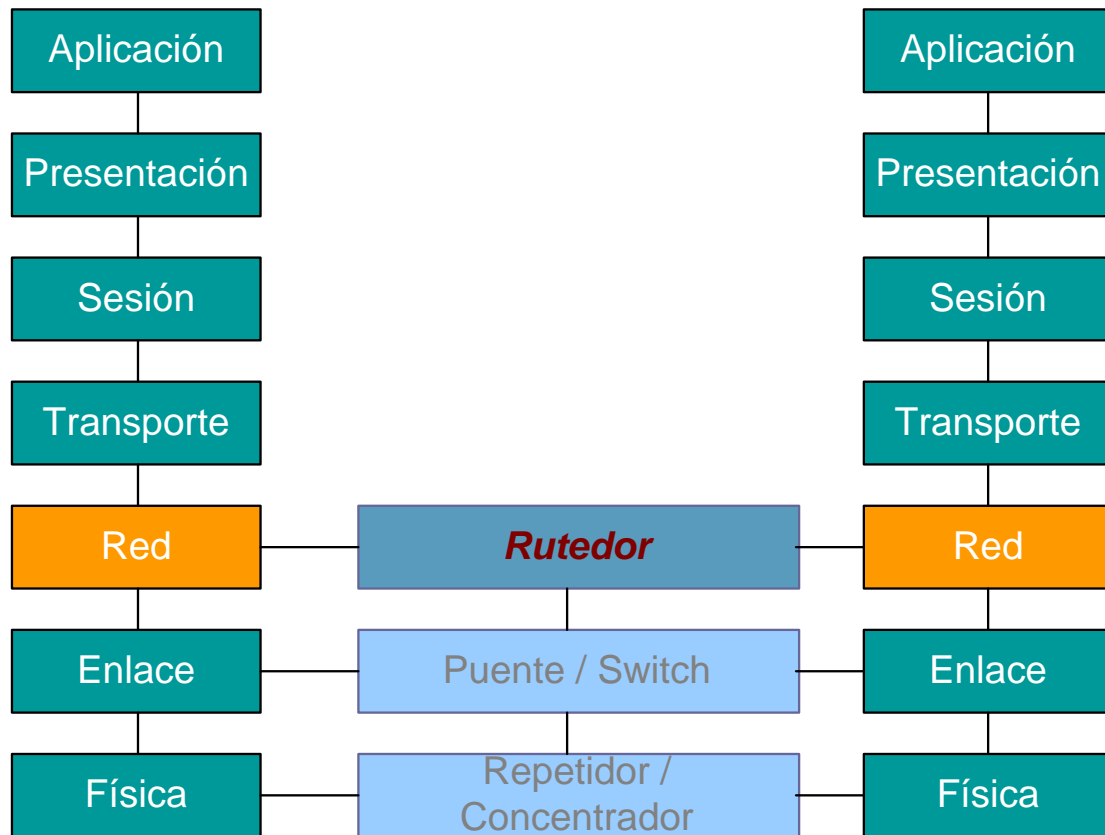 Aplicación
Aplicación
Presentación
Presentación
Sesión
Sesión
Transporte
Transporte
Red
Rutedor
Red
Enlace
Puente / Switch
Enlace
Física
Repetidor /
Concentrador
Física